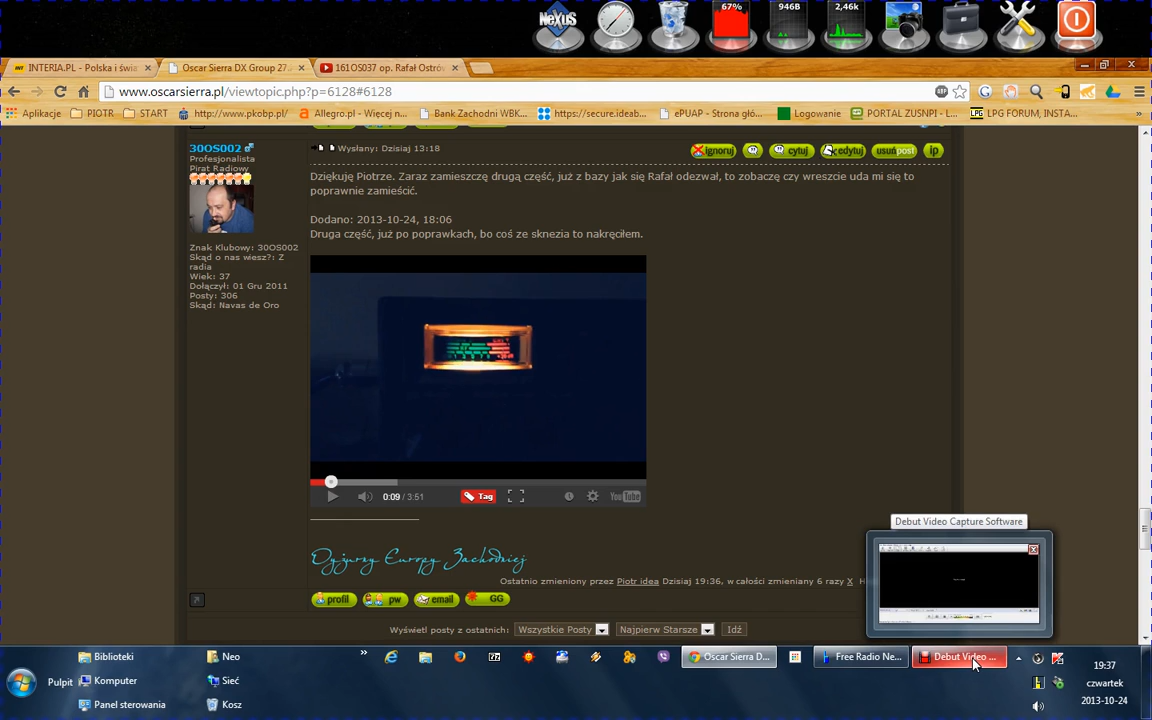 NeXuS
67%
946B
2,46k
INTERIA.PL - Polska i świa
Oscar Sierra DX Group 27.
161OS037 op. Rafał Ostrów
www.oscarsierra.pl/viewtopic.php?p=6128#6128
ABP
Aplikacje
PIOTR
START
http://www.pkobp.pl/
Allegro.pl - Więcej n...
Bank Zachodni WBK...
https://secure.ideab...
ePUAP - Strona głó...
Logowanie
PORTAL ZUSNPI - L...
LPG FORUM, INSTA...
30OS002
Profesjonalista
Pirat Radiowy
Znak Klubowy: 30OS002
Skąd o nas wiesz?: Z
radia
Wiek: 37
Dołączył: 01 Gru 2011
Posty: 306
Skąd: Navas de Oro
Wysłany: Dzisiaj 13:18
ignoruj
cytuj
edytuj
usuńpost
ip
Dziękuję Piotrze. Zaraz zamieszczę drugą część, już z bazy jak się Rafał odezwał, to zobaczę czy wreszcie uda mi się to
poprawnie zamieścić.
Dodano: 2013-10-24, 18:06
Druga część, już po poprawkach, bo coś ze sknezia to nakręciłem.
0:09 / 3:51
Tag
YouTube
Dyżurny Europy Zachodniej
Ostatnio zmieniony przez Piotr idea Dzisiaj 19:36, w całości zmieniany 6 razy X
profil
pw
email
GG
Wyświetl posty z ostatnich:
Wszystkie Posty
Najpierw Starsze
Idź
Debut Video Capture Software
Pulpit
Biblioteki
Komputer
Panel sterowania
Neo
Sieć
Kosz
»
7z
Oscar Sierra D...
Free Radio Ne...
Debut Video ...
19:37
czwartek
2013-10-24